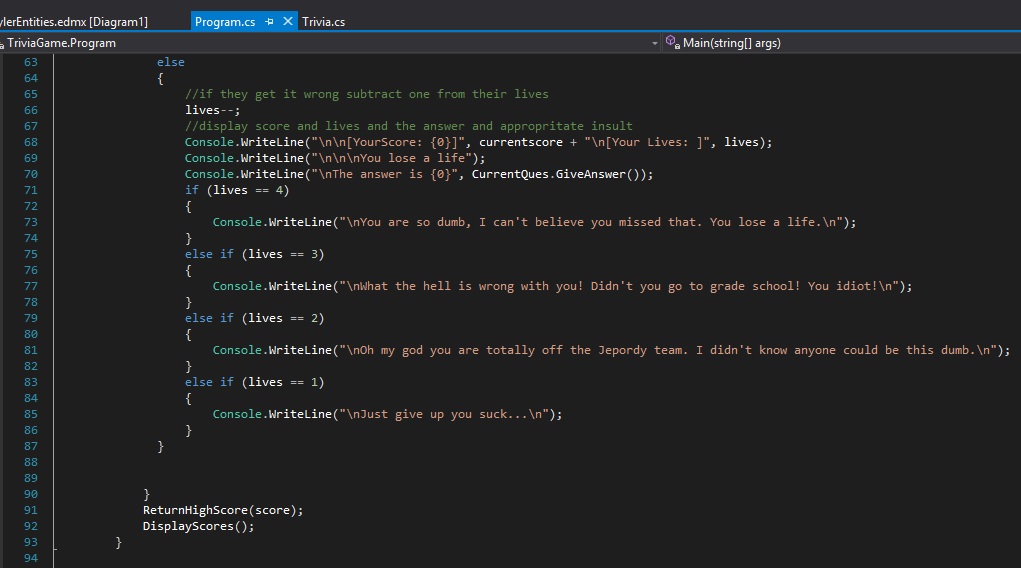 ylerEntities.edmx [Diagram1] Program.cs Trivia.cs
TriviaGame.Program Main(string[] args)
63 else
64 {
65 //if they get it wrong subtract one from their lives
66 lives--;
67 //display score and lives and the answer and appropritate insult
68 Console.WriteLine("\n\n[YourScore: {0}]", currentscore + "\n[Your Lives: ]", lives);
69 Console.WriteLine("\n\n\nYou lose a life");
70 Console.WriteLine("\nThe answer is {0}", CurrentQues.GiveAnswer());
71 if (lives == 4)
72 {
73 Console.WriteLine("\nYou are so dumb, I can't believe you missed that. You lose a life.\n");
74 }
75 else if (lives == 3)
76 {
77 Console.WriteLine("\nWhat the hell is wrong with you! Didn't you go to grade school! You idiot!\n");
78 }
79 else if (lives == 2)
80 {
81 Console.WriteLine("\nOh my god you are totally off the Jepordy team. I didn't know anyone could be this dumb.\n");
82 }
83 else if (lives == 1)
84 {
85 Console.WriteLine("\nJust give up you suck...\n");
86 }
87 }
88
89
90 }
91 ReturnHighScore(score);
92 DisplayScores();
93 }
94